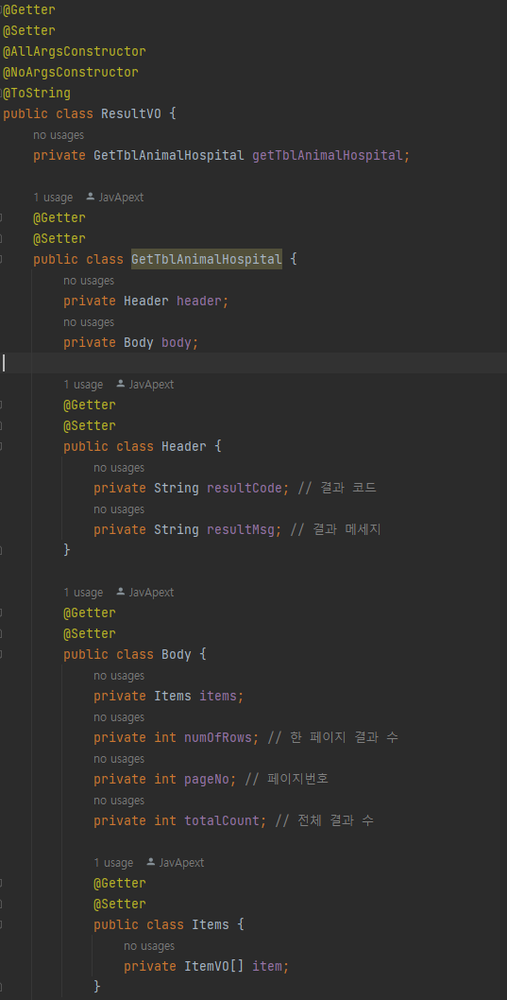 @Getter
@Setter
@AllArgsConstructor
@NoArgsConstructor
@ToString
public class ResultVO {
no usages
private GetTblAnimalHospital getTblAnimalHospital;
1 usage JavApext
@Getter
@Setter
public class GetTblAnimalHospital {
no usages
private Header header;
no usages
private Body body;
1 usage JavApext
@Getter
@Setter
public class Header {
no usages
private String resultCode; // 결과 코드
no usages
private String resultMsg; // 결과 메세지
}
1 usage JavApext
@Getter
@Setter
public class Body {
no usages
private Items items;
no usages
private int numOfRows; // 한 페이지 결과 수
no usages
private int pageNo; // 페이지번호
no usages
private int totalCount; // 전체 결과 수
1 usage JavApext
@Getter
@Setter
public class Items {
no usages
private ItemVO[] item;
}